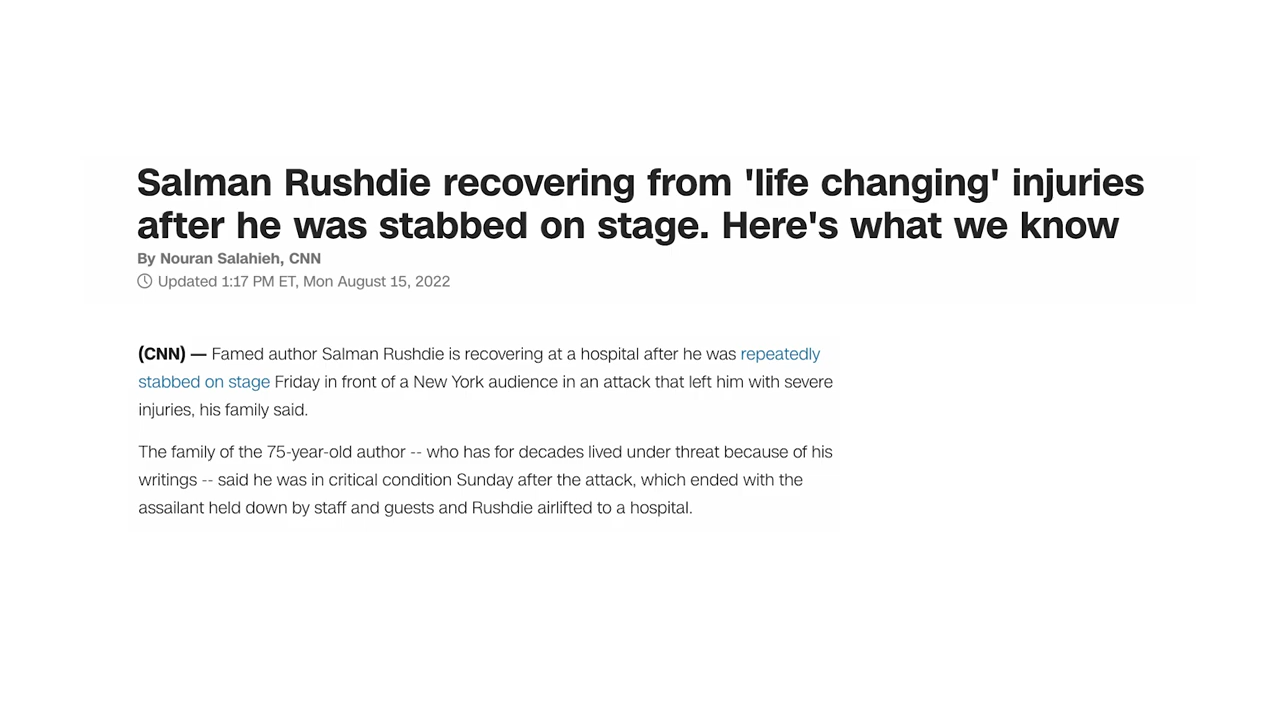 Salman Rushdie recovering from 'life changing' injuries
after he was stabbed on stage. Here's what we know
By Nouran Salahieh, CNN
Updated 1:17 PM ET, Mon August 15, 2022
(CNN) — Famed author Salman Rushdie is recovering at a hospital after he was repeatedly
stabbed on stage Friday in front of a New York audience in an attack that left him with severe
injuries, his family said.
The family of the 75-year-old author -- who has for decades lived under threat because of his
writings -- said he was in critical condition Sunday after the attack, which ended with the
assailant held down by staff and guests and Rushdie airlifted to a hospital.